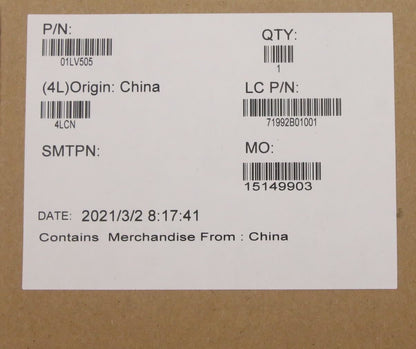 P/N:
01LV505
QTY:
1
(4L)Origin: China
4LCN
LC P/N:
71992B01001
SMTPN:
MO:
15149903
DATE: 2021/3/2 8:17:41
Contains Merchandise From : China